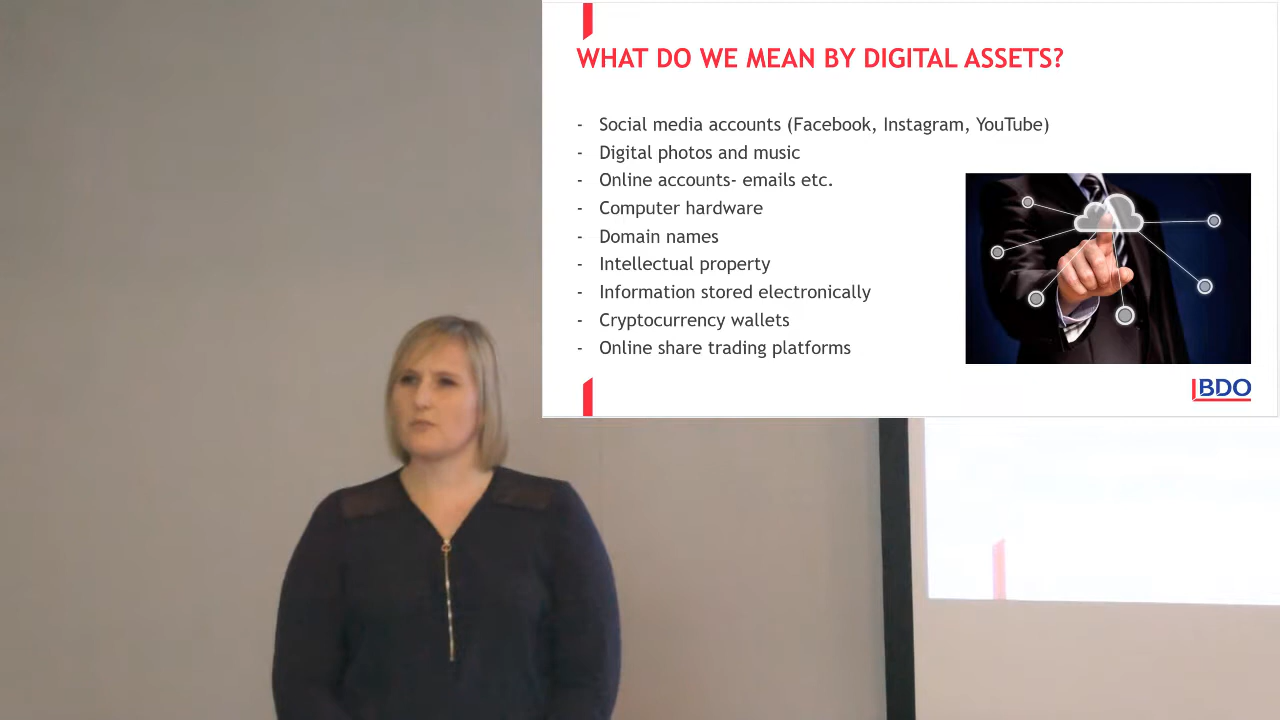 WHAT DO WE MEAN BY DIGITAL ASSETS?
- Social media accounts (Facebook, Instagram, YouTube)
- Digital photos and music
- Online accounts- emails etc.
- Computer hardware
- Domain names
- Intellectual property
- Information stored electronically
- Cryptocurrency wallets
- Online share trading platforms
BDO